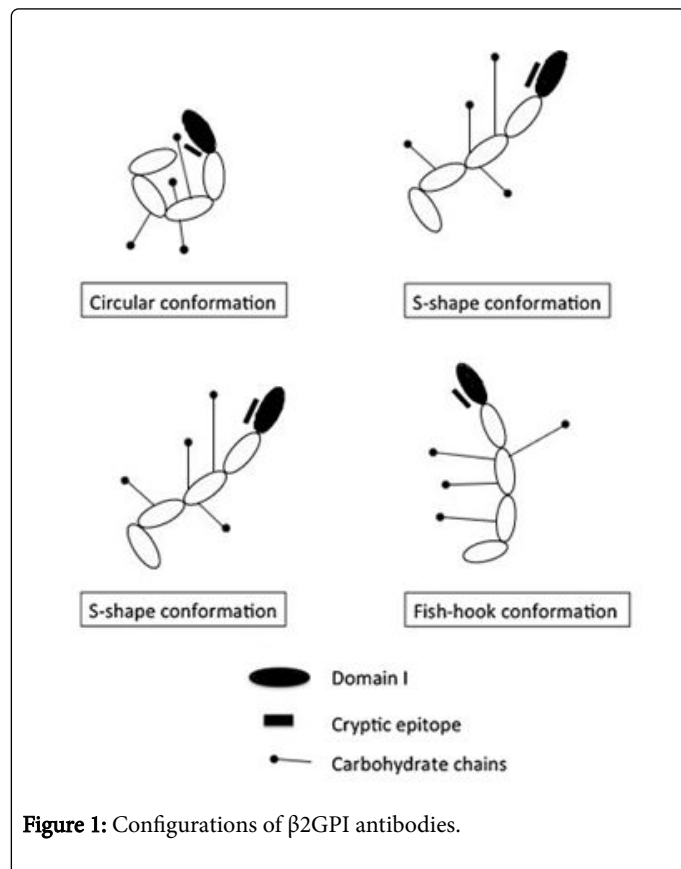 Circular conformation
S-shape conformation
S-shape conformation
Fish-hook conformation
Domain I
Cryptic epitope
Carbohydrate chains
Figure 1: Configurations of β2GPI antibodies.